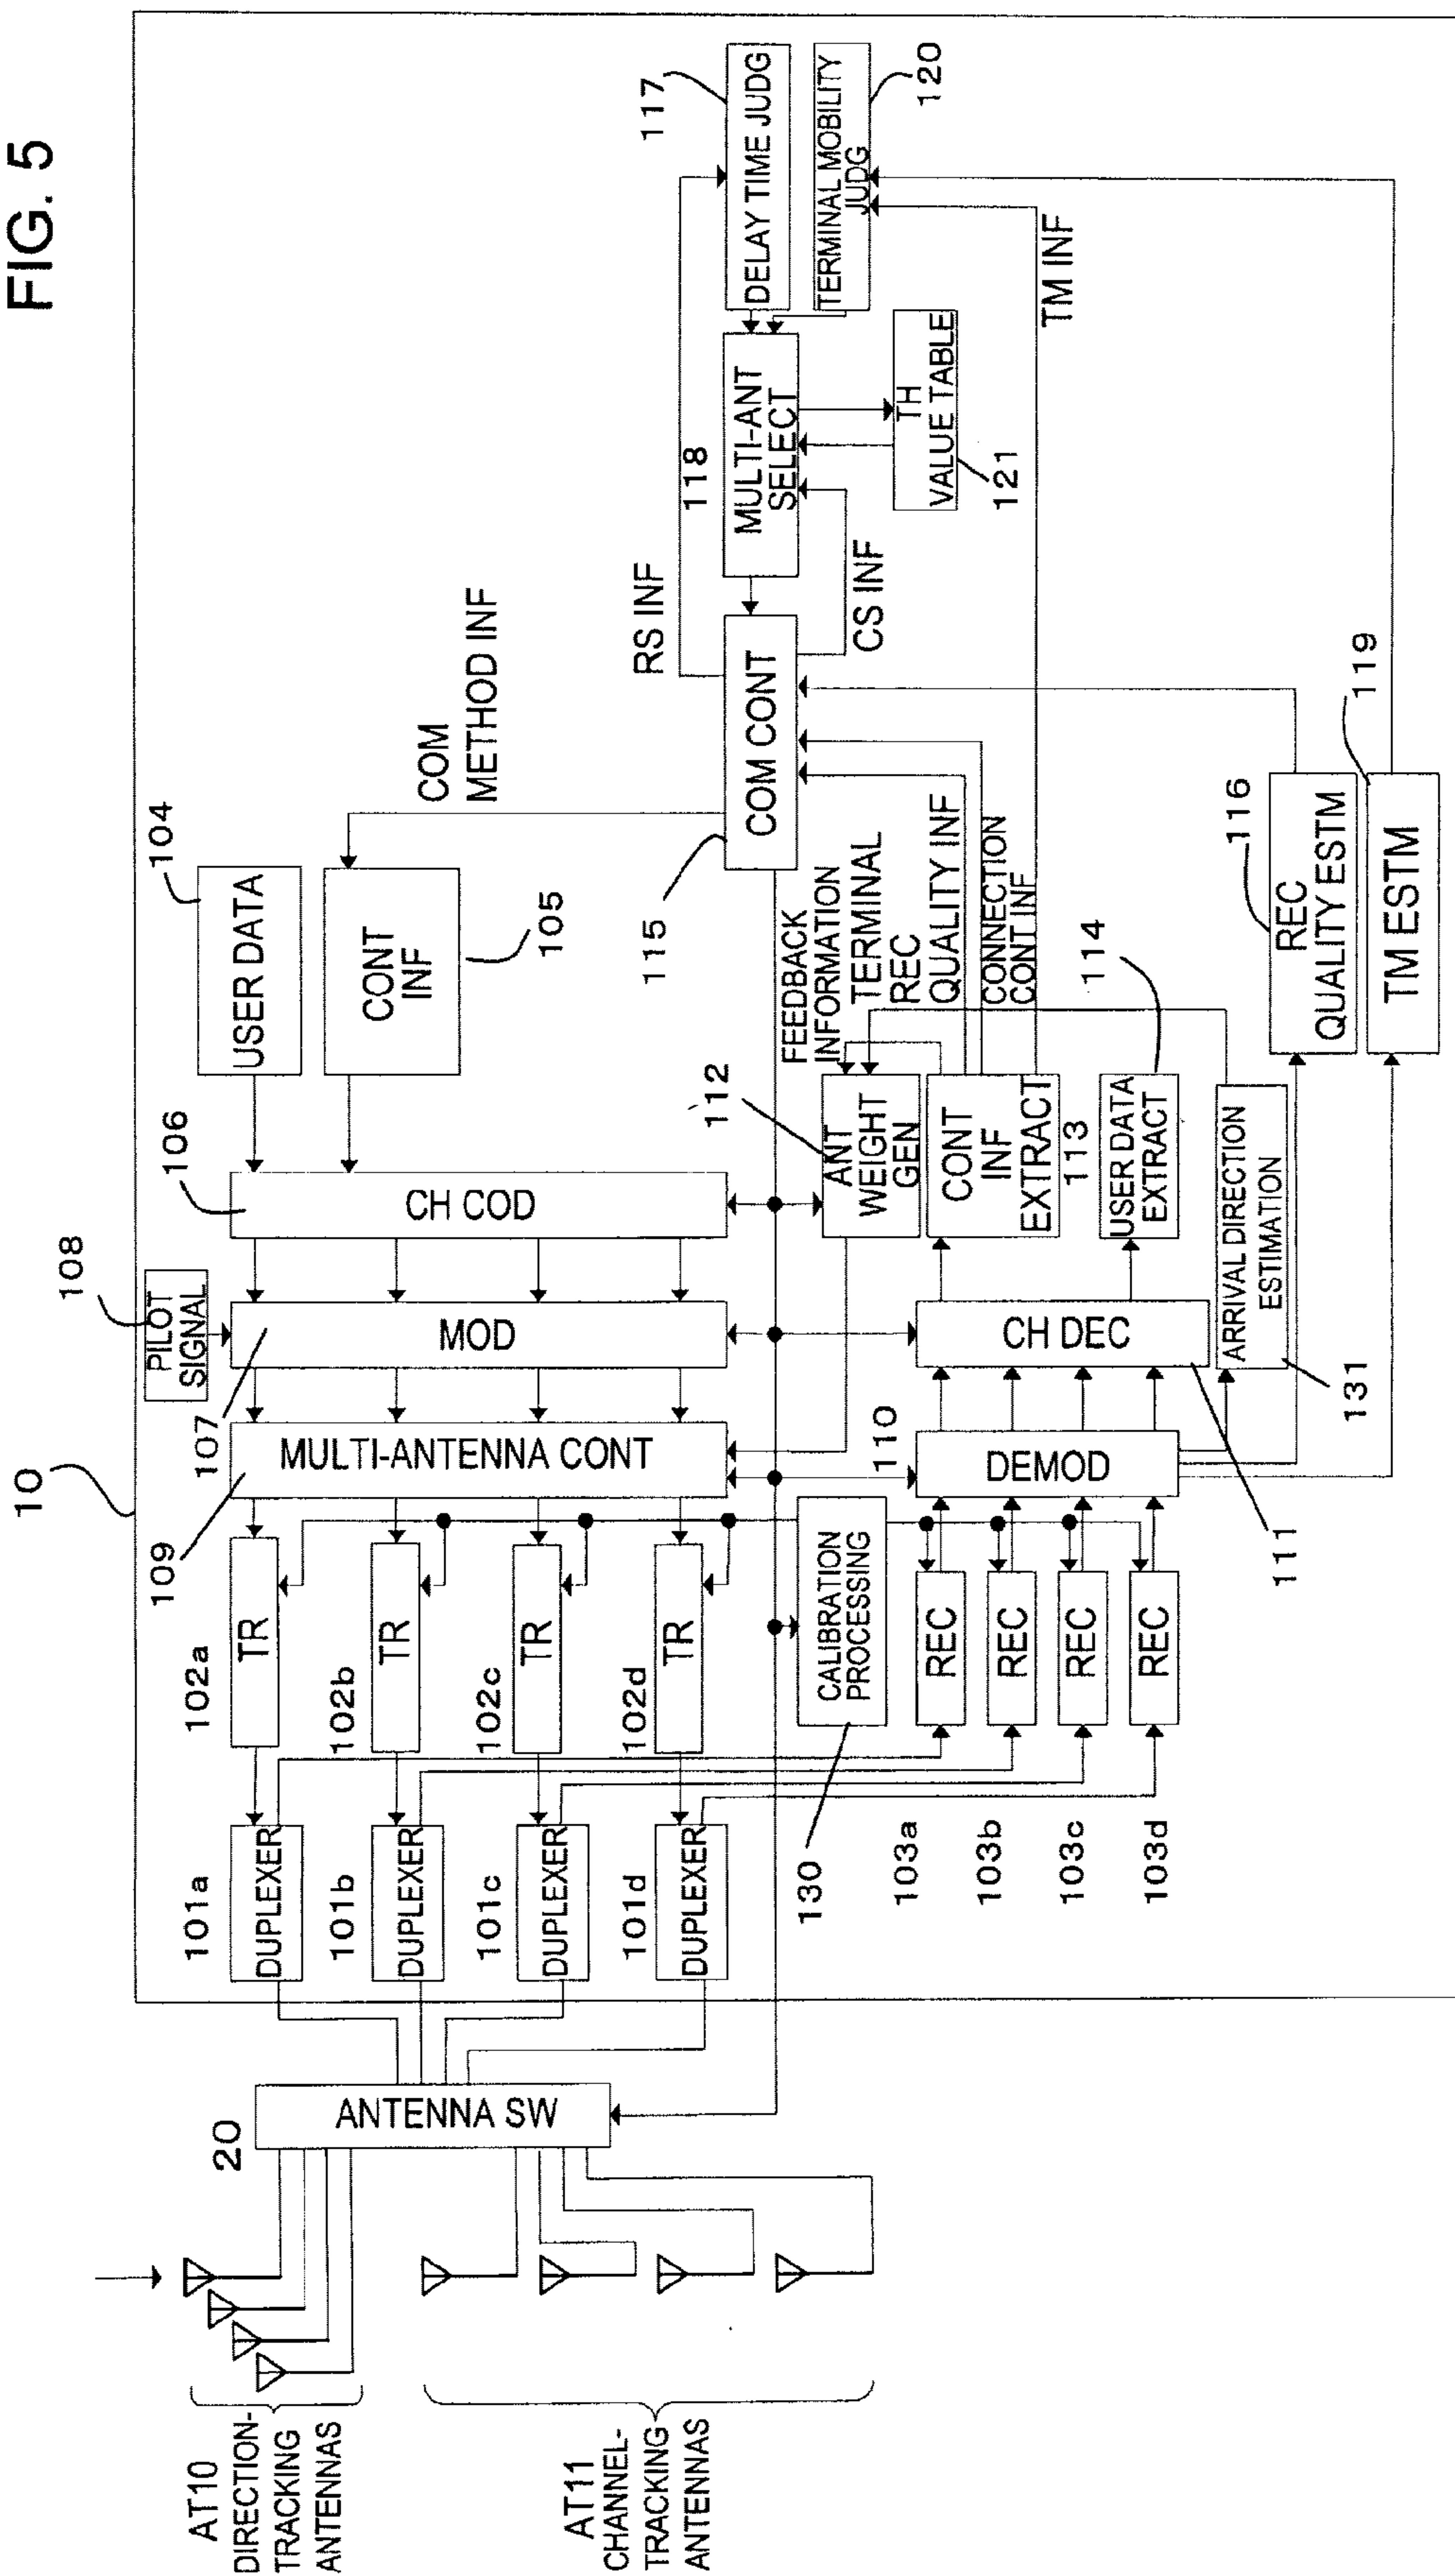 FIG. 5
10
117
DELAY TIME JUDG
TERMINAL MOBILITY
JUDG
120
RS INF
118
MULTI-ANT
SELECT
TH
VALUE TABLE
121
CS INF
TM INF
COM
METHOD INF
COM CONT
115
104
USER DATA
CONT
INF
105
106
CH COD
108
PILOT
SIGNAL
107
MOD
109
MULTI-ANTENNA CONT
FEEDBACK
INFORMATION
TERMINAL
REC
QUALITY INF
CONNECTION
CONT INF
112
ANT
WEIGHT
GEN
CONT
INF
EXTRACT
113
114
USER DATA
EXTRACT
116
REC
QUALITY ESTM
119
TM ESTM
ARRIVAL DIRECTION
ESTIMATION
131
CH DEC
111
110
DEMOD
CALIBRATION
PROCESSING
130
102a
TR
102b
TR
102c
TR
102d
TR
REC
REC
REC
REC
103a
103b
103c
103d
101a
DUPLEXER
101b
DUPLEXER
101c
DUPLEXER
101d
DUPLEXER
20
ANTENNA SW
AT10
DIRECTION-
TRACKING
ANTENNAS
AT11
CHANNEL-
TRACKING
ANTENNAS